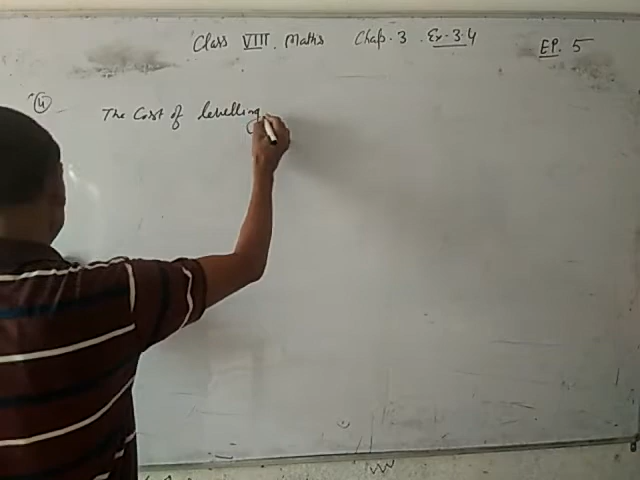 Class VIII. Maths Chap. 3. Ex-3.4
EP. 5
(4) The Cost of levelling